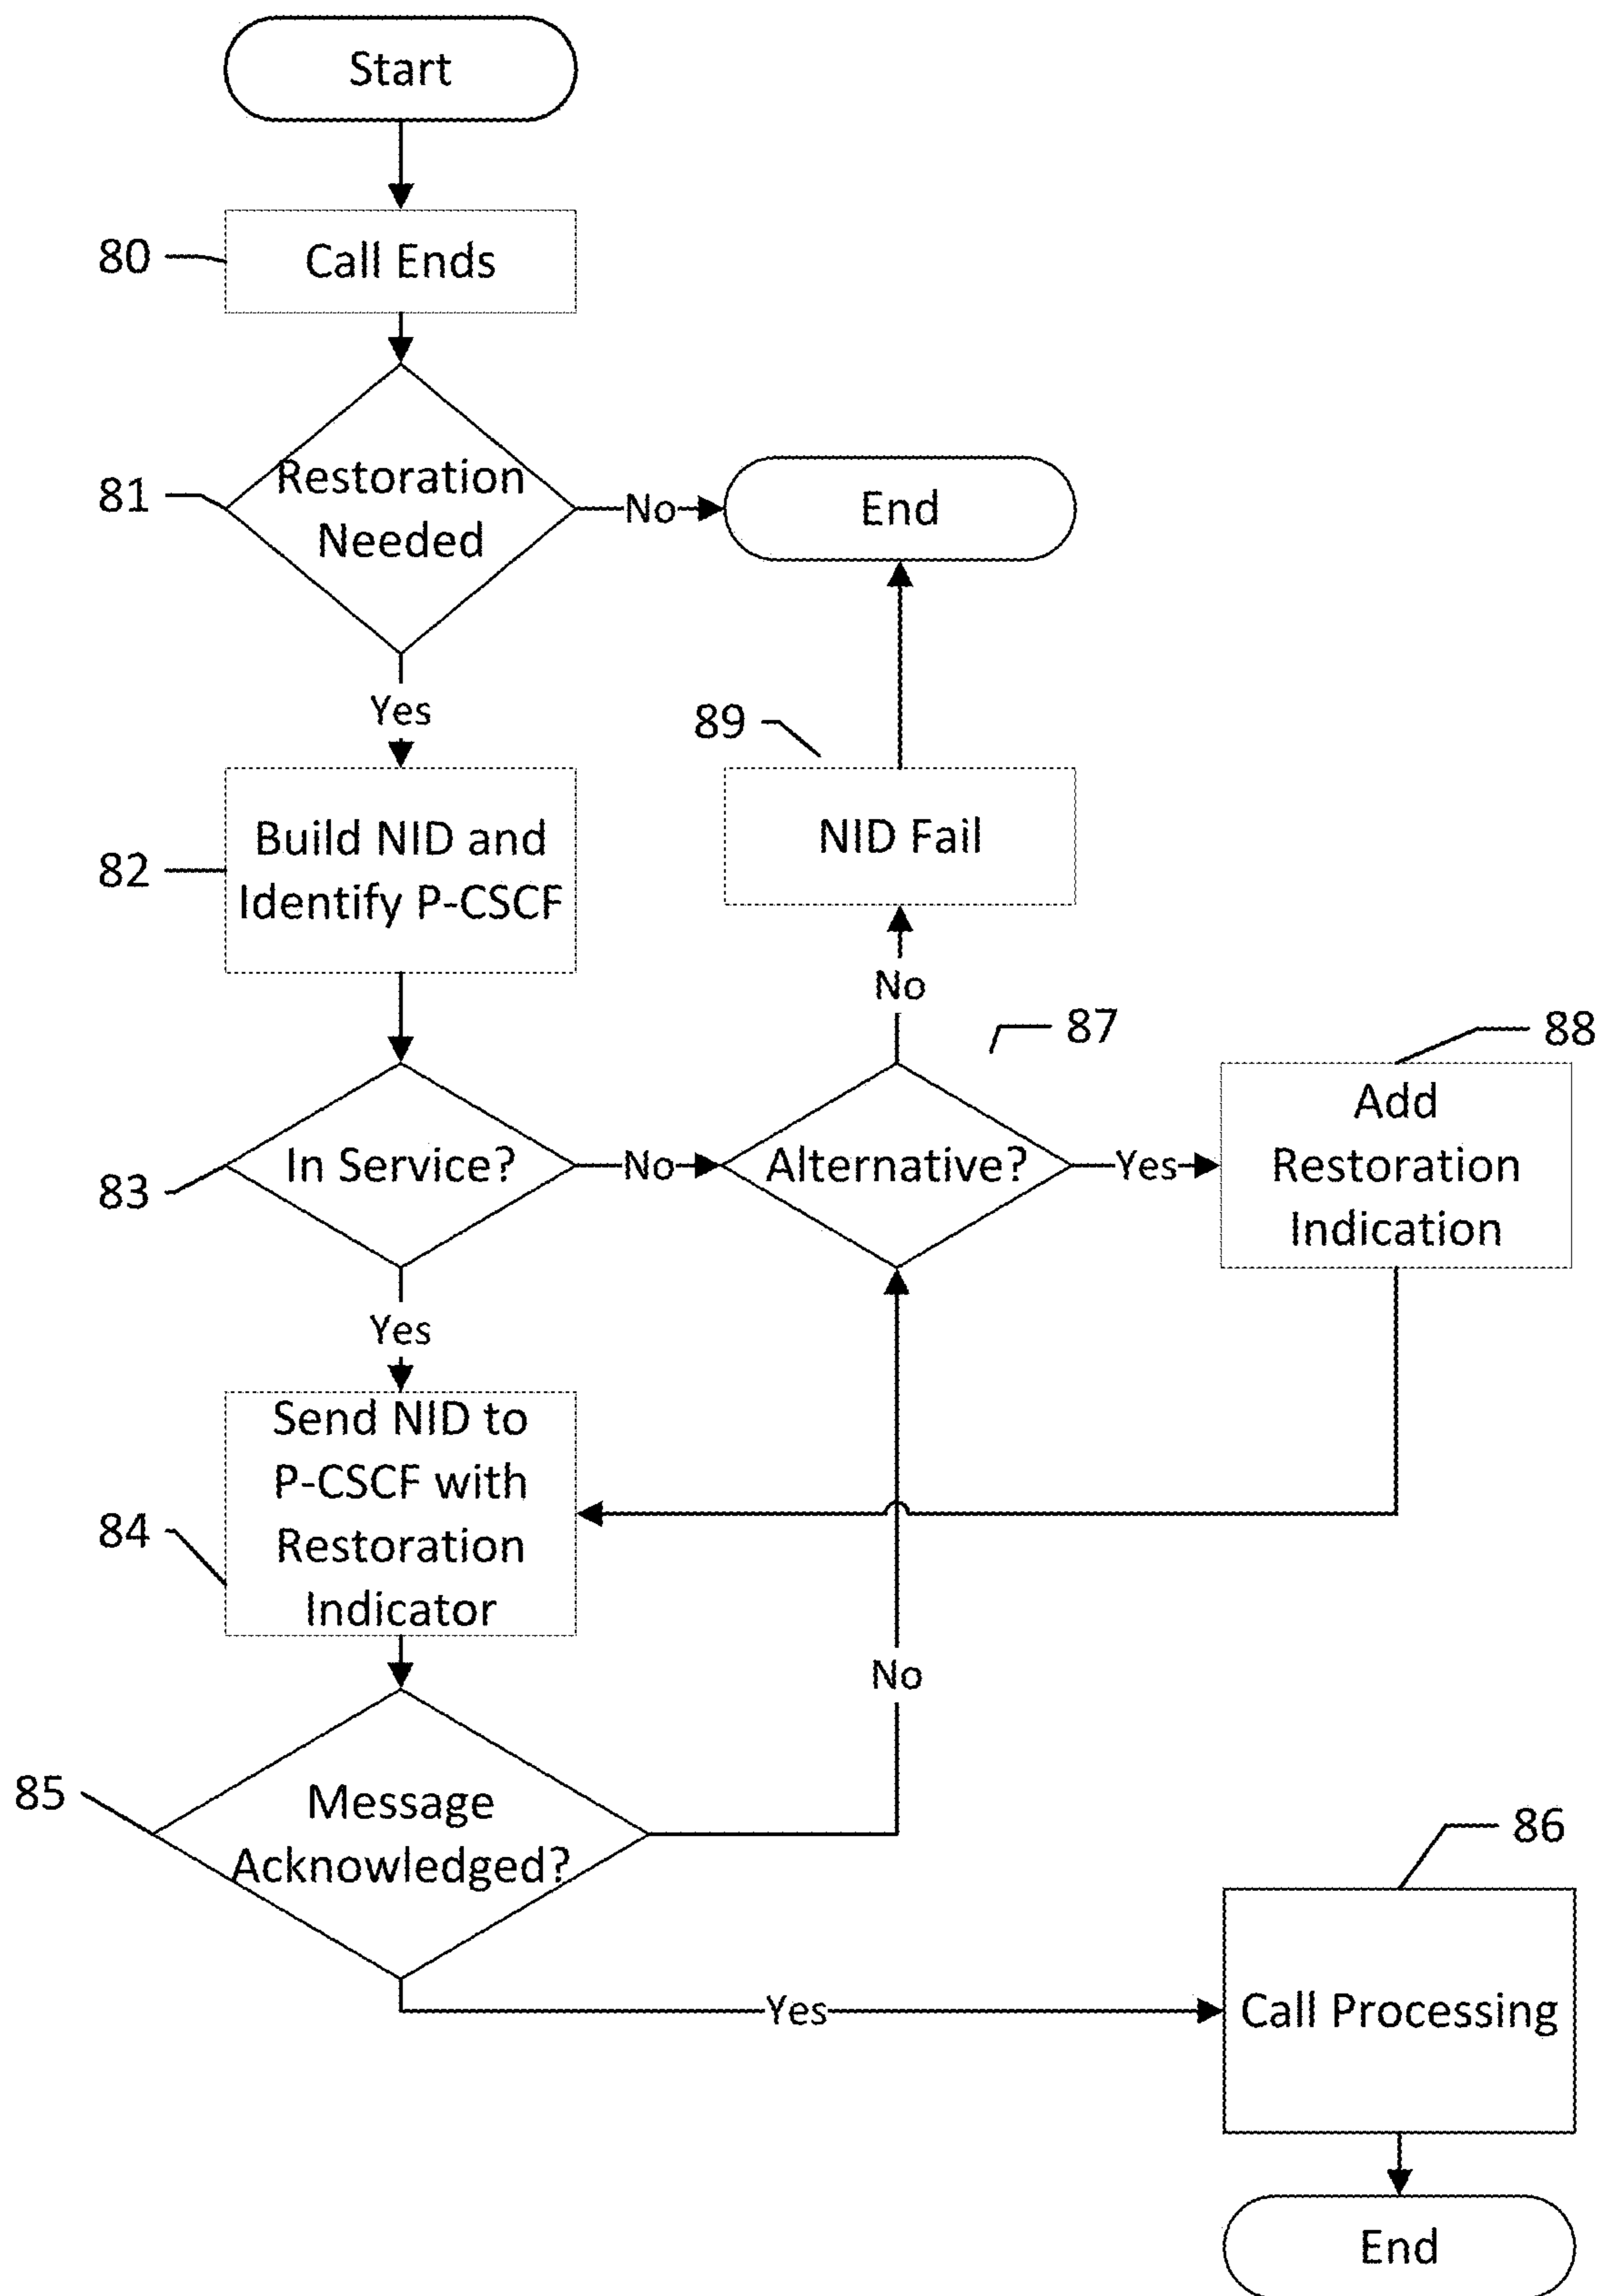 Start
80
Call Ends
81
Restoration
Needed
No
End
Yes
89
82
Build NID and
Identify P-CSCF
NID Fail
No
87
88
83
In Service?
No
Alternative?
Yes
Add
Restoration
Indication
Yes
84
Send NID to
P-CSCF with
Restoration
Indicator
No
85
Message
Acknowledged?
86
Yes
Call Processing
End